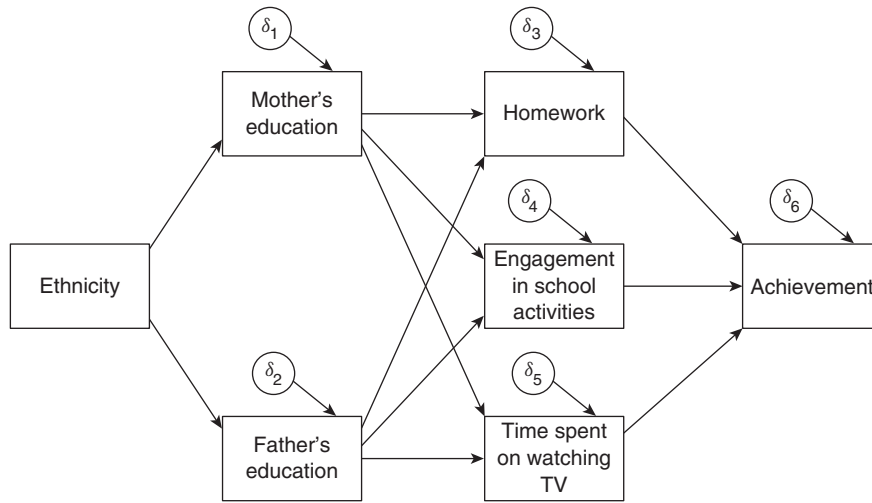 δ1
δ3
Mother's
education
Homework
δ4
δ6
Ethnicity
Engagement
in school
activities
Achievement
δ2
δ5
Father's
education
Time spent
on watching
TV